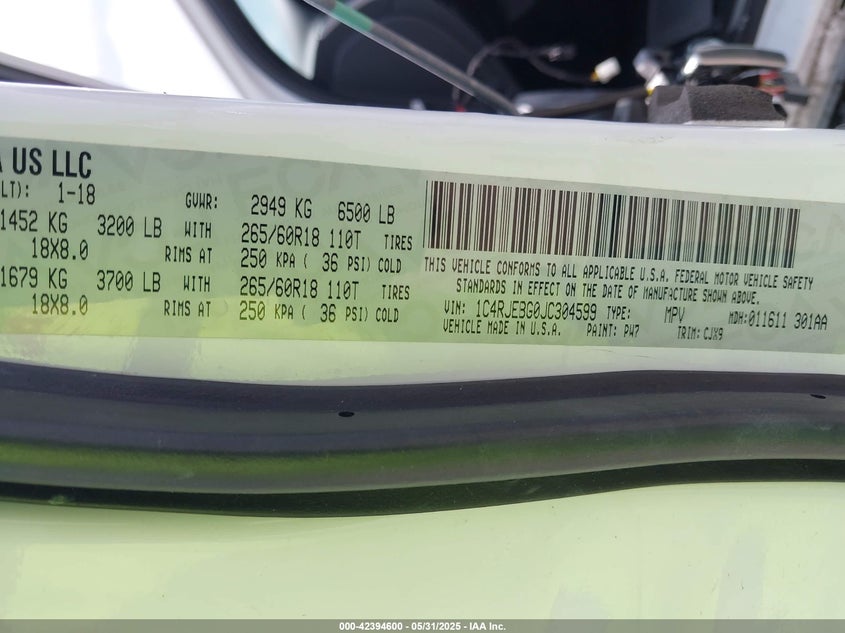 A US LLC
LT): 1-18 GVWR: 2949 KG 6500 LB
1452 KG 3200 LB WITH 265/60R18 110T TIRES
18X8.0 RIMS AT 250 KPA ( 36 PSI) COLD
1679 KG 3700 LB WITH 265/60R18 110T TIRES
18X8.0 RIMS AT 250 KPA ( 36 PSI) COLD
THIS VEHICLE CONFORMS TO ALL APPLICABLE U.S.A. FEDERAL MOTOR VEHICLE SAFETY
STANDARDS IN EFFECT ON THE DATE OF MANUFACTURE SHOWN ABOVE.
VIN: 1C4RJEBG0JC304599 TYPE: MPV MDH:011611 301AA
VEHICLE MADE IN U.S.A. PAINT: PW7 TRIM: CJX9
000-42394600 - 05/31/2025 - IAA Inc.